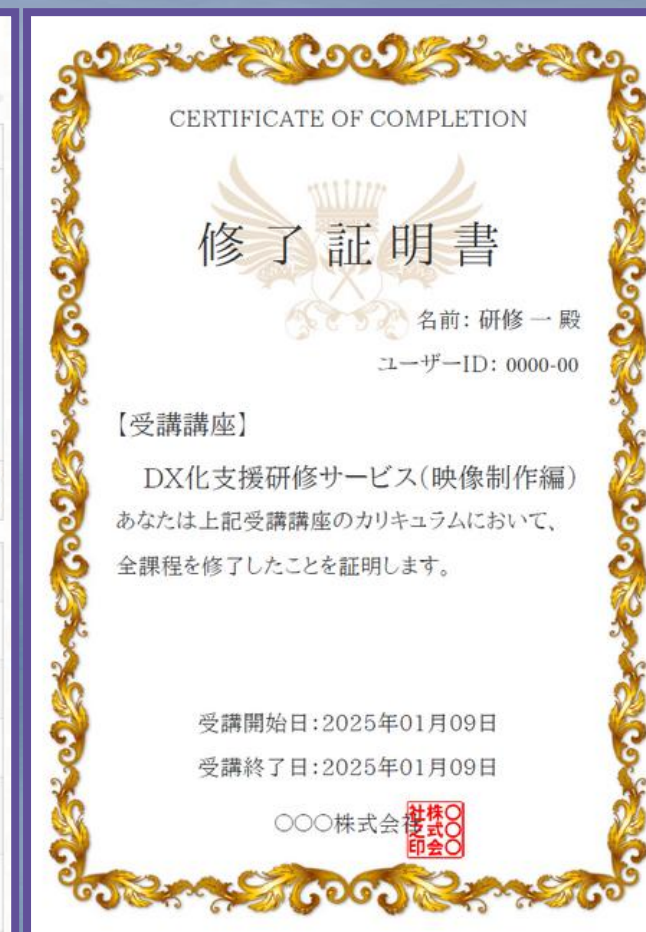 CERTIFICATE OF COMPLETION
修了証明書
名前: 研修 一 殿
ユーザーID: 0000-00
【受講講座】
DX化支援研修サービス(映像制作編)
あなたは上記受講講座のカリキュラムにおいて、
全課程を修了したことを証明します。
受講開始日:2025年01月09日
受講終了日:2025年01月09日
○○○株式会社
○○○株式会社之印